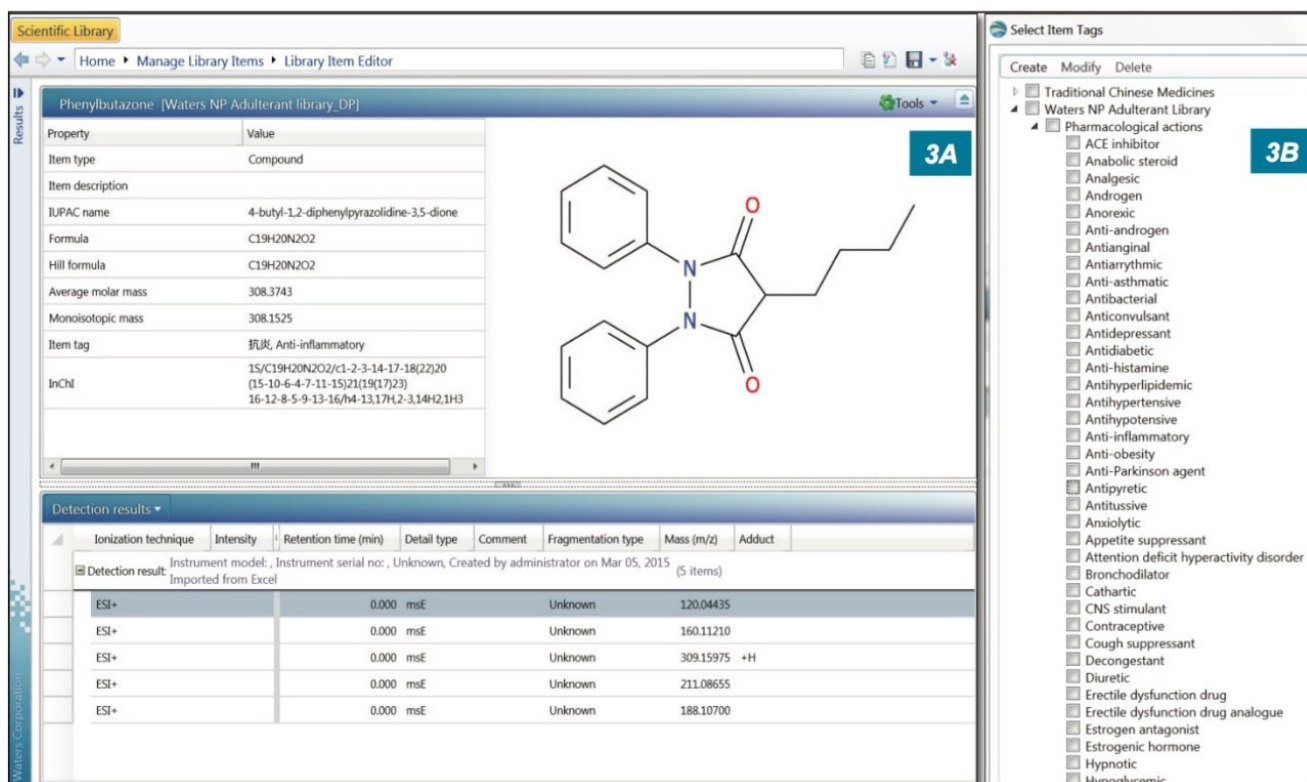 Scientific Library
Home ▸ Manage Library Items ▸ Library Item Editor
Results
Phenylbutazone [Waters NP Adulterant library_DP]
Tools
Property Value
Item type Compound
Item description
IUPAC name 4-butyl-1,2-diphenylpyrazolidine-3,5-dione
Formula C19H20N2O2
Hill formula C19H20N2O2
Average molar mass 308.3743
Monoisotopic mass 308.1525
Item tag 抗炎, Anti-inflammatory
InChI 1S/C19H20N2O2/c1-2-3-14-17-18(22)20
(15-10-6-4-7-11-15)21(19(17)23)
16-12-8-5-9-13-16/h4-13,17H,2-3,14H2,1H3
3A
O
N
N
O
Detection results
Ionization technique Intensity Retention time (min) Detail type Comment Fragmentation type Mass (m/z) Adduct
Detection result: Instrument model: , Instrument serial no: , Unknown, Created by administrator on Mar 05, 2015 (5 items)
Imported from Excel
ESI+ 0.000 msE Unknown 120.04435
ESI+ 0.000 msE Unknown 160.11210
ESI+ 0.000 msE Unknown 309.15975 +H
ESI+ 0.000 msE Unknown 211.08655
ESI+ 0.000 msE Unknown 188.10700
Waters Corporation
Select Item Tags
Create Modify Delete
Traditional Chinese Medicines
Waters NP Adulterant Library
Pharmacological actions
3B
ACE inhibitor
Anabolic steroid
Analgesic
Androgen
Anorexic
Anti-androgen
Antianginal
Antiarrythmic
Anti-asthmatic
Antibacterial
Anticonvulsant
Antidepressant
Antidiabetic
Anti-histamine
Antihyperlipidemic
Antihypertensive
Antihypotensive
Anti-inflammatory
Anti-obesity
Anti-Parkinson agent
Antipyretic
Antitussive
Anxiolytic
Appetite suppressant
Attention deficit hyperactivity disorder
Bronchodilator
Cathartic
CNS stimulant
Contraceptive
Cough suppressant
Decongestant
Diuretic
Erectile dysfunction drug
Erectile dysfunction drug analogue
Estrogen antagonist
Estrogenic hormone
Hypnotic
Hypoglycemic